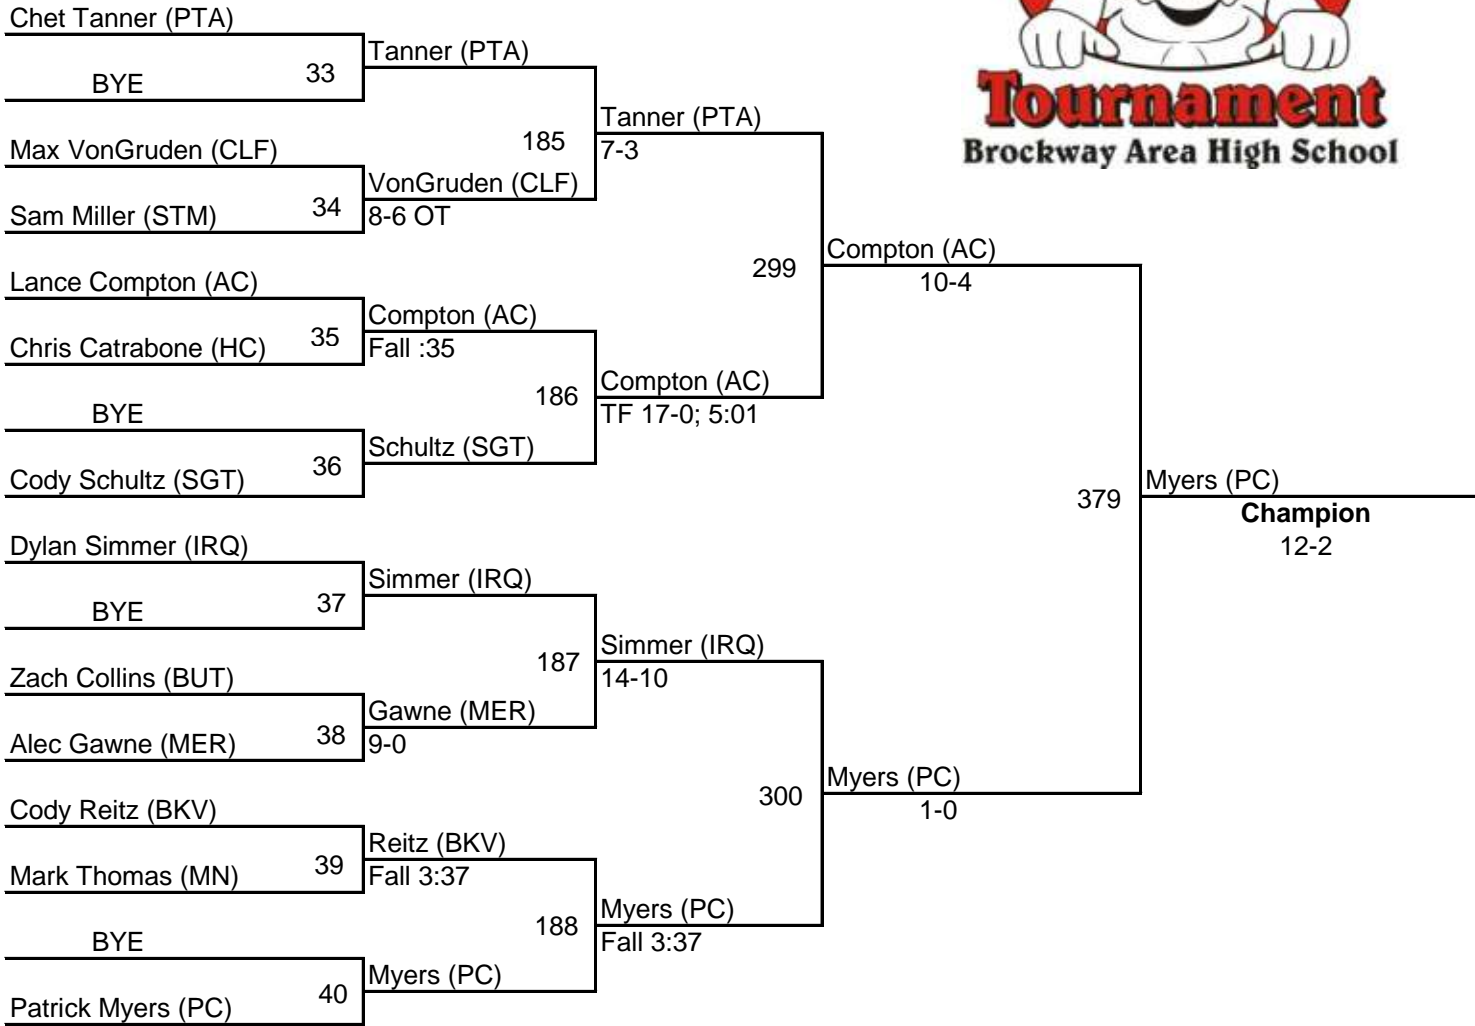 Chet Tanner (PTA)
33
BYE
Tanner (PTA)
185
Max VonGruden (CLF)
34
Sam Miller (STM)
VonGruden (CLF)
8-6 OT
Tanner (PTA)
7-3
299
Lance Compton (AC)
35
Chris Catrabone (HC)
Compton (AC)
Fall :35
186
BYE
36
Cody Schultz (SGT)
Schultz (SGT)
Compton (AC)
TF 17-0; 5:01
Compton (AC)
10-4
379
Dylan Simmer (IRQ)
37
BYE
Simmer (IRQ)
187
Zach Collins (BUT)
38
Alec Gawne (MER)
Gawne (MER)
9-0
Simmer (IRQ)
14-10
300
Cody Reitz (BKV)
39
Mark Thomas (MN)
Reitz (BKV)
Fall 3:37
188
BYE
40
Patrick Myers (PC)
Myers (PC)
Myers (PC)
Fall 3:37
Myers (PC)
1-0
Myers (PC)
Champion
12-2
Tournament
Brockway Area High School